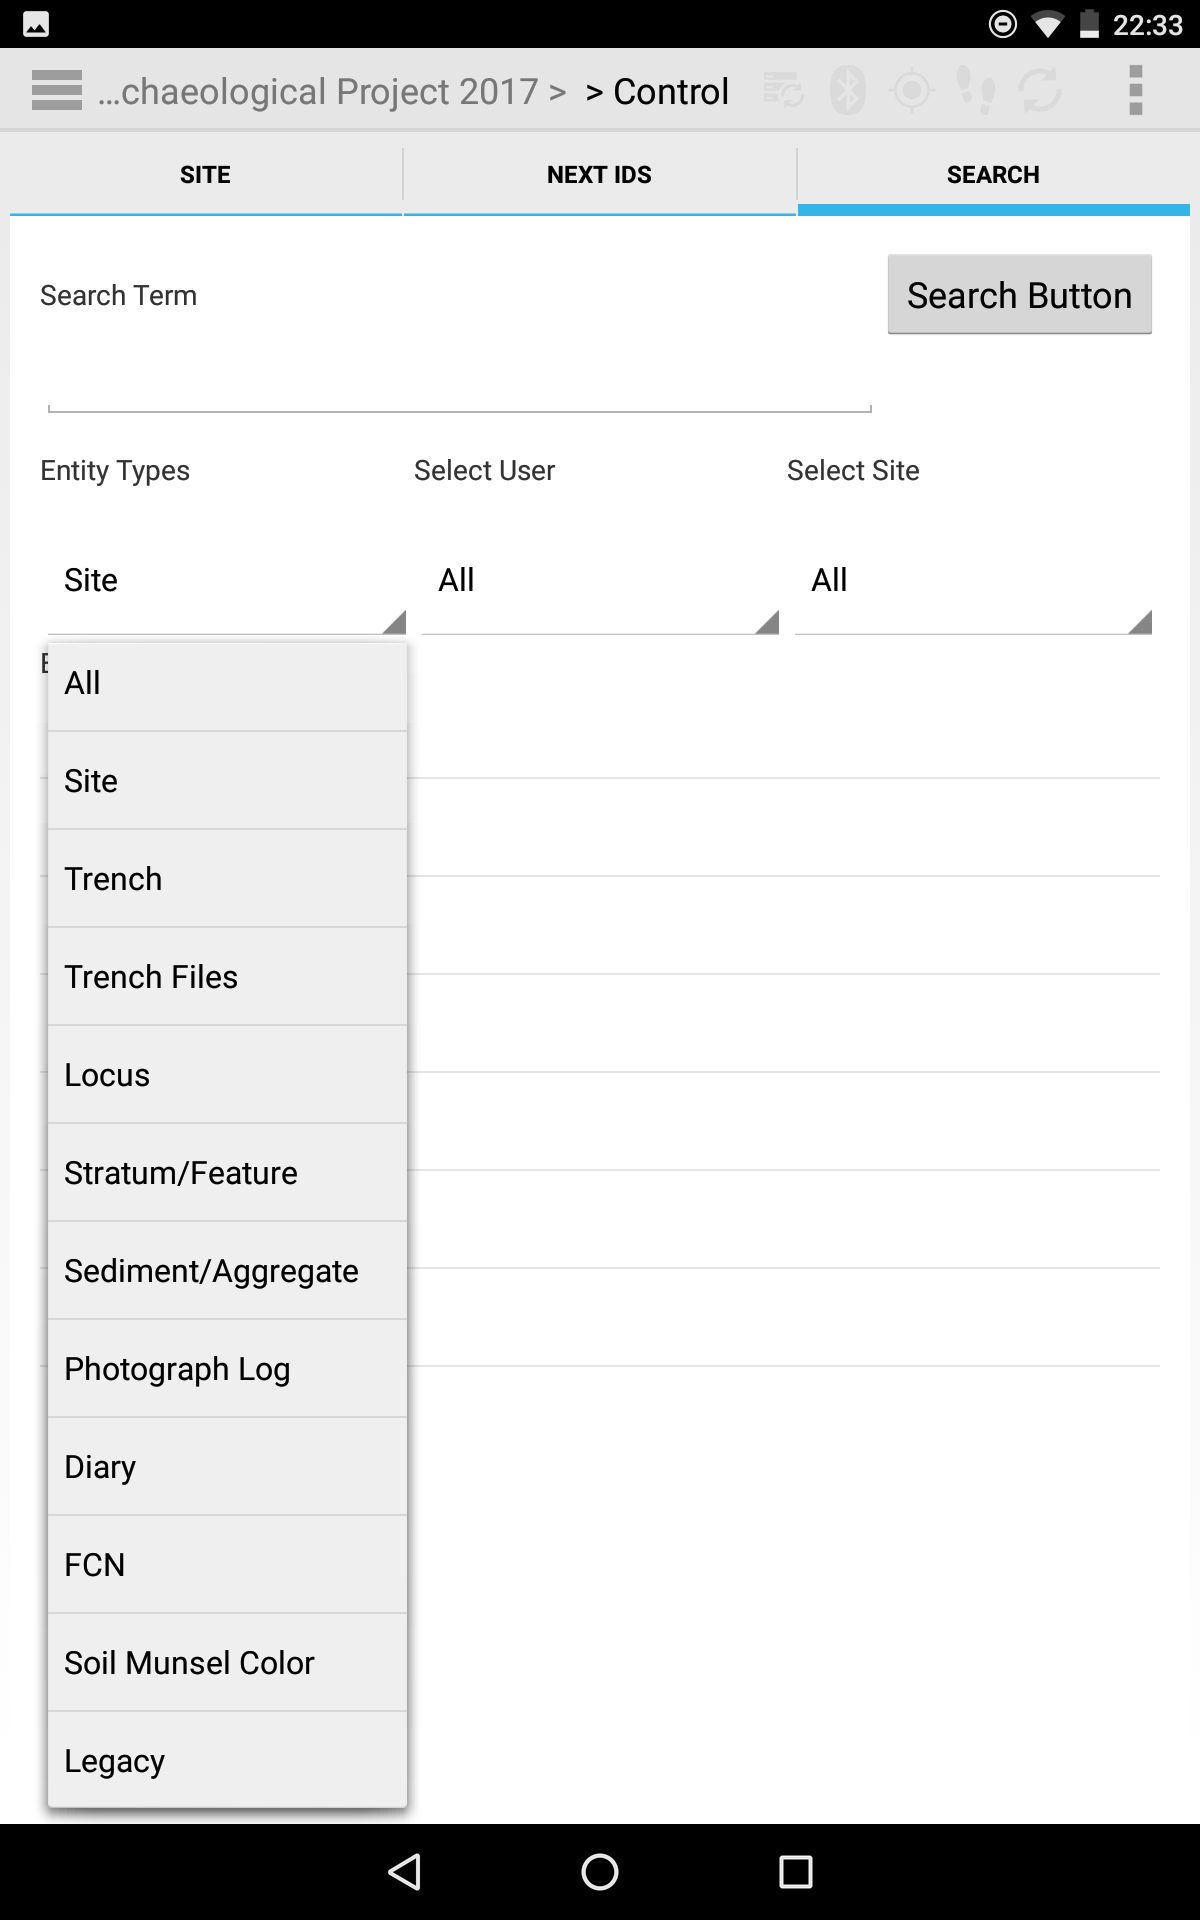 22:33
...chaeological Project 2017 > > Control
SITE
NEXT IDS
SEARCH
Search Term
Search Button
Entity Types
Select User
Select Site
Site
All
All
All
Site
Trench
Trench Files
Locus
Stratum/Feature
Sediment/Aggregate
Photograph Log
Diary
FCN
Soil Munsel Color
Legacy